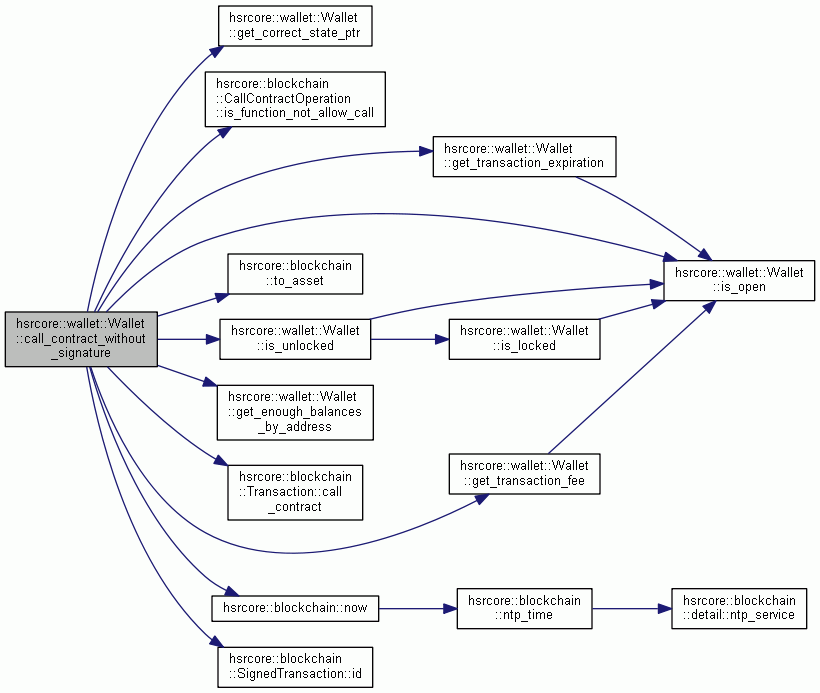 hsrcore::wallet::Wallet
::get_correct_state_ptr
hsrcore::blockchain
::CallContractOperation
::is_function_not_allow_call
hsrcore::wallet::Wallet
::get_transaction_expiration
hsrcore::blockchain
::to_asset
hsrcore::wallet::Wallet
::is_open
hsrcore::wallet::Wallet
::call_contract_without
_signature
hsrcore::wallet::Wallet
::is_unlocked
hsrcore::wallet::Wallet
::is_locked
hsrcore::wallet::Wallet
::get_enough_balances
_by_address
hsrcore::blockchain
::Transaction::call
_contract
hsrcore::wallet::Wallet
::get_transaction_fee
hsrcore::blockchain::now
hsrcore::blockchain
::ntp_time
hsrcore::blockchain
::detail::ntp_service
hsrcore::blockchain
::SignedTransaction::id